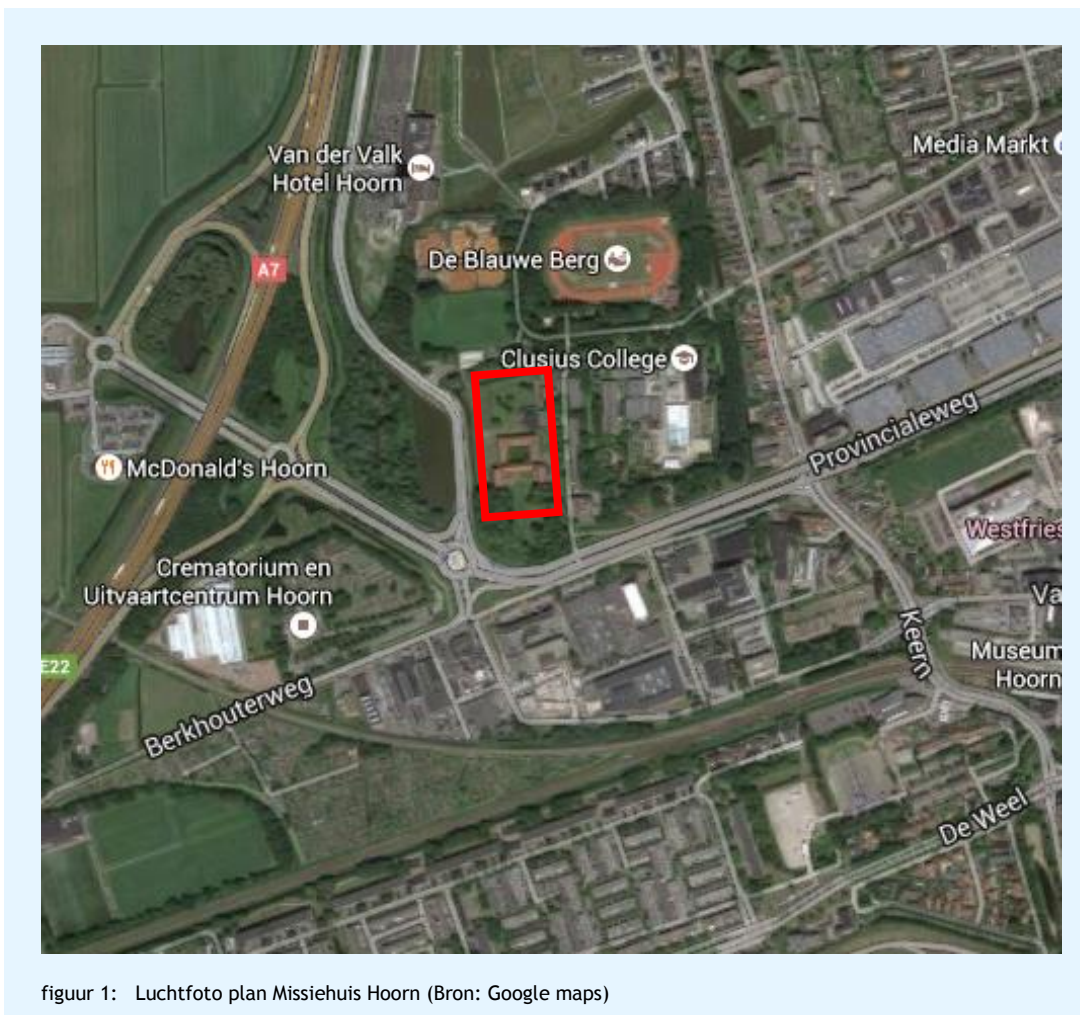 Van der Valk
Hotel Hoorn
Media Markt
De Blauwe Berg
A7
Clusius College
Provincialeweg
McDonald's Hoorn
Westfries
Crematorium en
Uitvaartcentrum Hoorn
Va
Keern
Museum
Hoorn
E22
Berkhouterweg
De Weel
figuur 1: Luchtfoto plan Missiehuis Hoorn (Bron: Google maps)